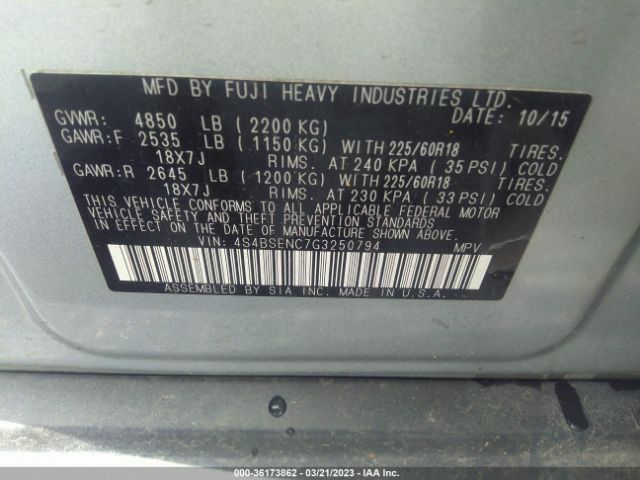 MFD BY FUJI HEAVY INDUSTRIES LTD.
DATE: 10/15
GVWR: 4850 LB ( 2200 KG)
GAWR:F 2535 LB ( 1150 KG) WITH 225/60R18 TIRES.
18X7J RIMS. AT 240 KPA ( 35 PSI) COLD
GAWR:R 2645 LB ( 1200 KG) WITH 225/60R18 TIRES.
18X7J RIMS. AT 230 KPA ( 33 PSI) COLD
THIS VEHICLE CONFORMS TO ALL APPLICABLE FEDERAL MOTOR
VEHICLE SAFETY AND THEFT PREVENTION STANDARDS
IN EFFECT ON THE DATE OF MANUFACTURE SHOWN ABOVE.
VIN: 4S4BSENC7G3250794 MPV
ASSEMBLED BY SIA INC. MADE IN U.S.A.
000-36173862 - 03/21/2023 - IAA Inc.